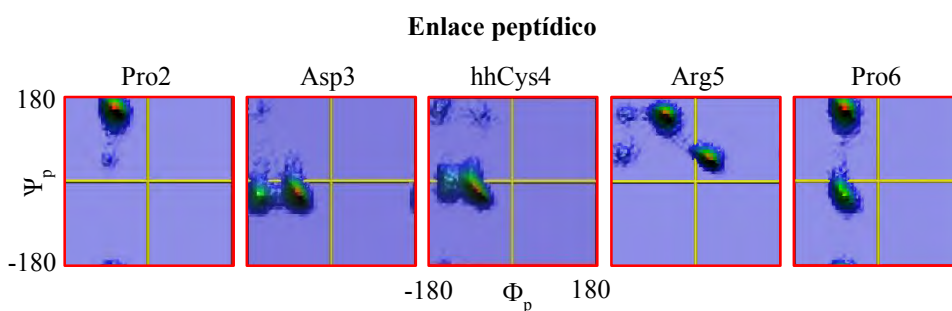 Enlace peptídico
Pro2 Asp3 hhCys4 Arg5 Pro6
180
Ψp
-180
-180 Φp 180